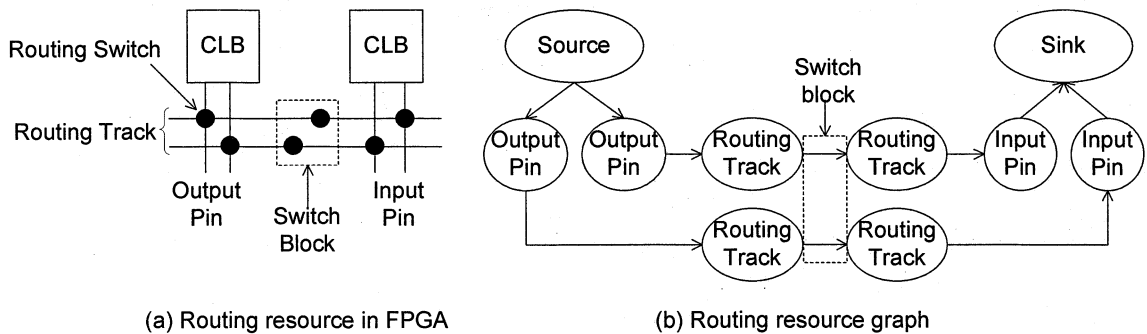 CLB
CLB
Routing Switch
Routing Track
Output
Pin
Switch
Block
Input
Pin
(a) Routing resource in FPGA
Source
Sink
Switch
block
Output
Pin
Output
Pin
Routing
Track
Routing
Track
Input
Pin
Input
Pin
Routing
Track
Routing
Track
(b) Routing resource graph